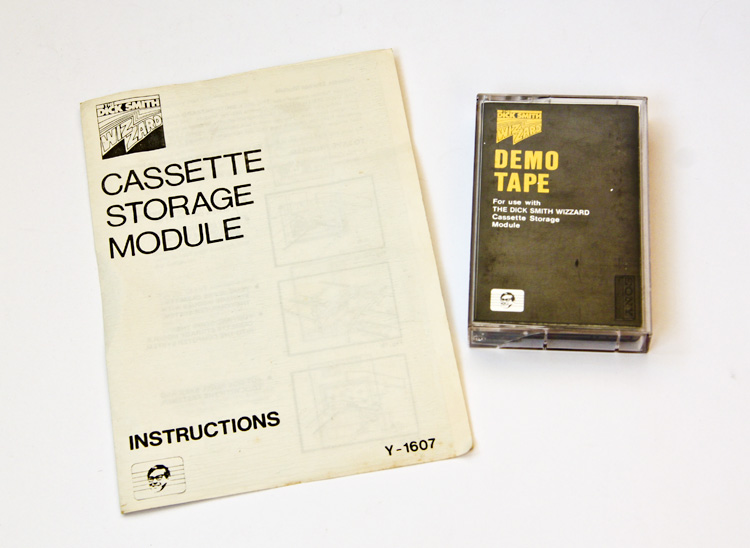 DICK SMITH
WIZZARD
CASSETTE
STORAGE
MODULE
INSTRUCTIONS
Y-1607
DICK SMITH
WIZZARD
DEMO
TAPE
For use with
THE DICK SMITH WIZZARD
Cassette Storage
Module